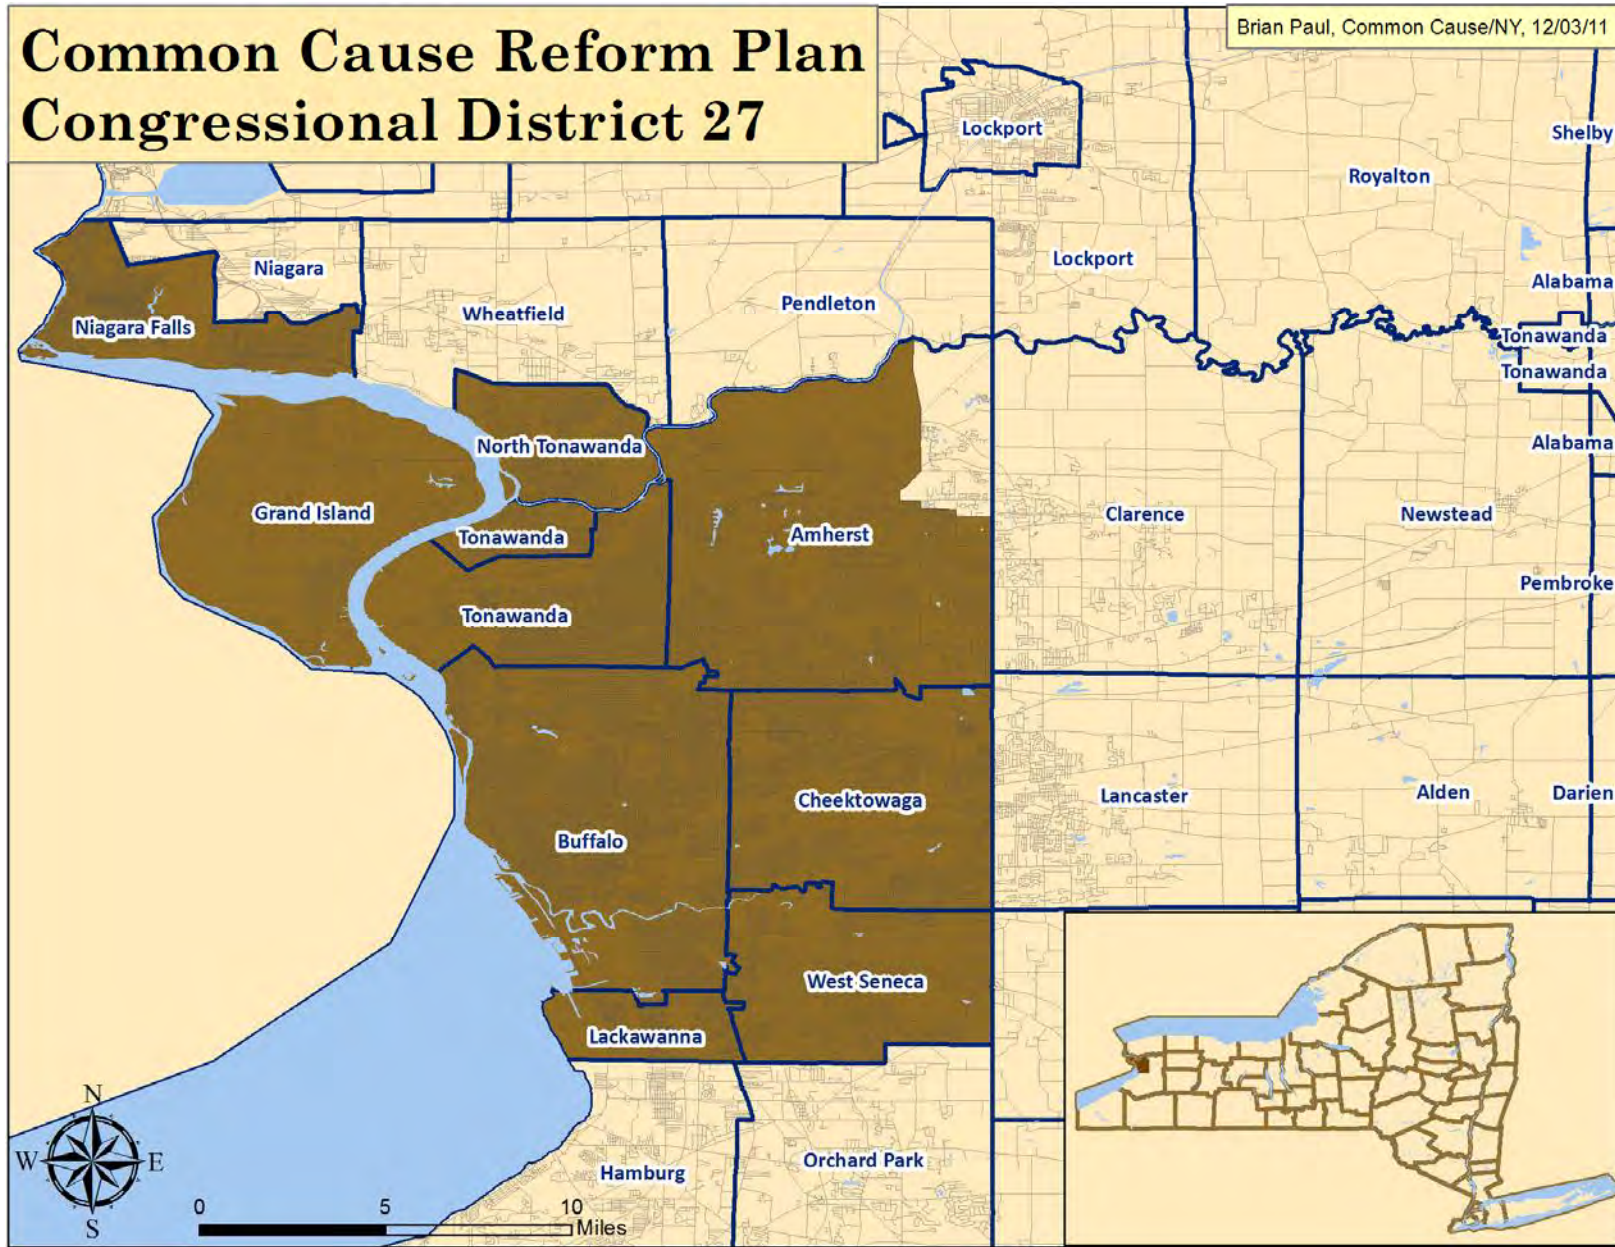 Common Cause Reform Plan
Congressional District 27
Brian Paul, Common Cause/NY, 12/03/11
Lockport
Shelby
Royalton
Niagara
Lockport
Alabama
Pendleton
Wheatfield
Niagara Falls
Tonawanda
Tonawanda
North Tonawanda
Alabama
Grand Island
Clarence
Newstead
Tonawanda
Amherst
Pembroke
Tonawanda
Cheektowaga
Lancaster
Alden
Darien
Buffalo
West Seneca
Lackawanna
Hamburg
Orchard Park
N
W
E
S
0
5
10
Miles